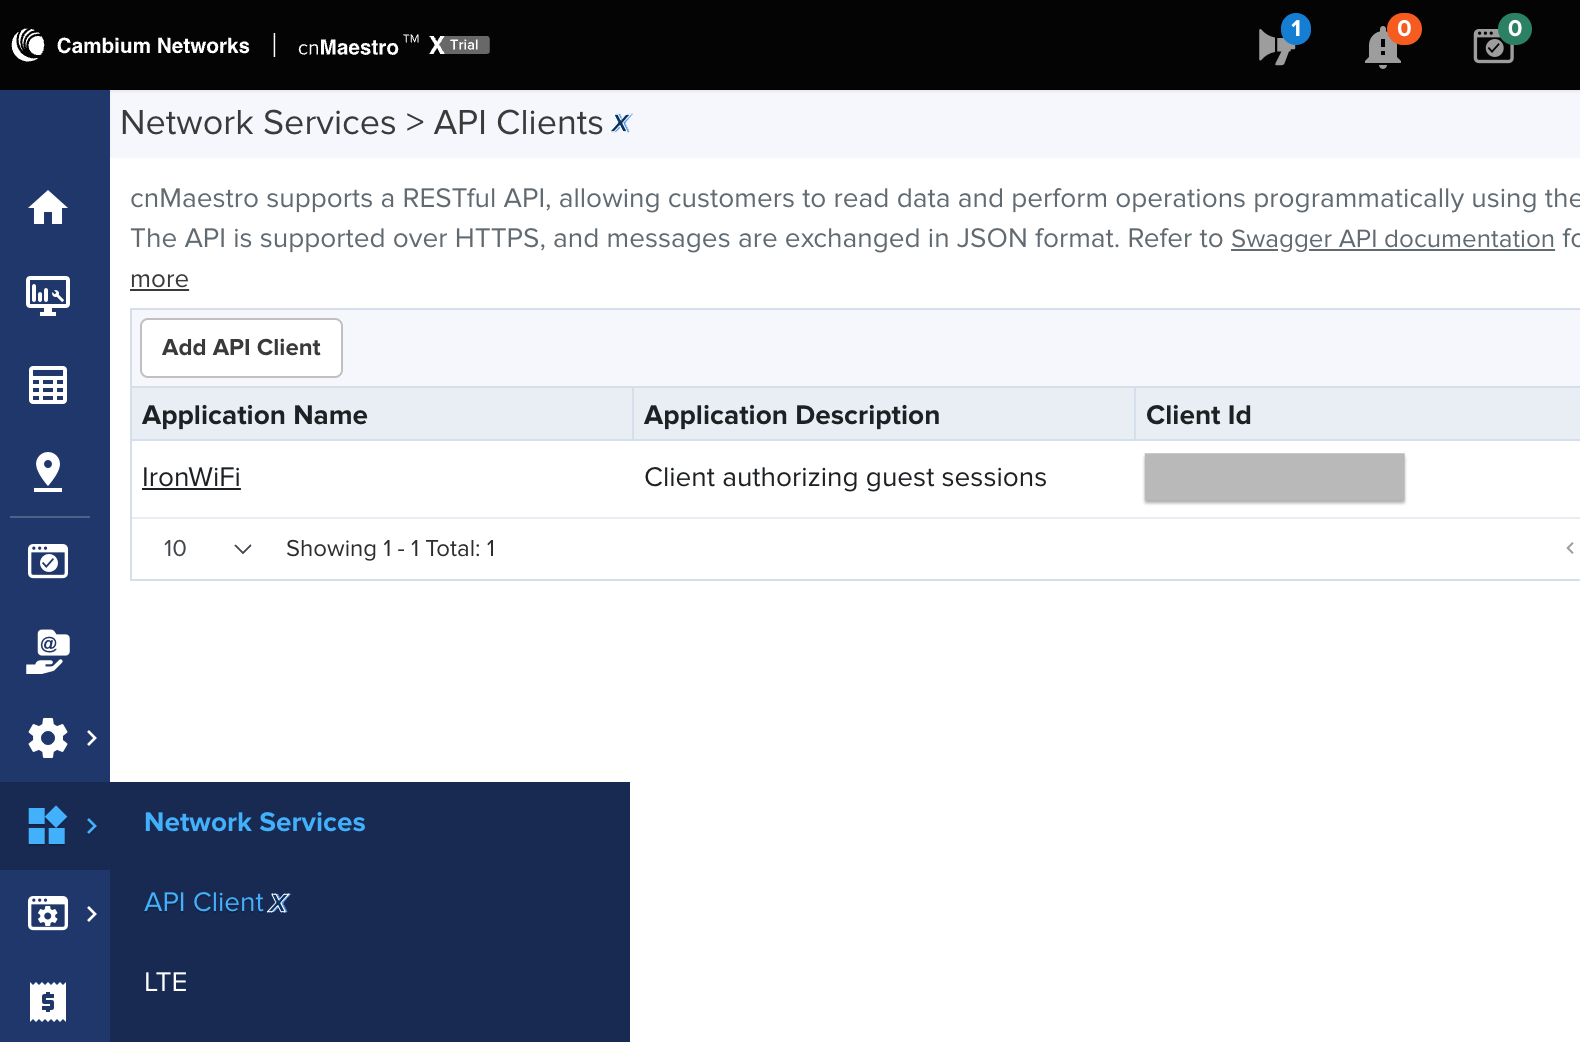 Cambium Networks | cnMaestro™ X Trial
1
0
0
Network Services > API Clients X
cnMaestro supports a RESTful API, allowing customers to read data and perform operations programmatically using the
The API is supported over HTTPS, and messages are exchanged in JSON format. Refer to Swagger API documentation
more
Add API Client
Application Name Application Description Client Id
IronWiFi Client authorizing guest sessions
10 Showing 1 - 1 Total: 1
Network Services
API Client X
LTE